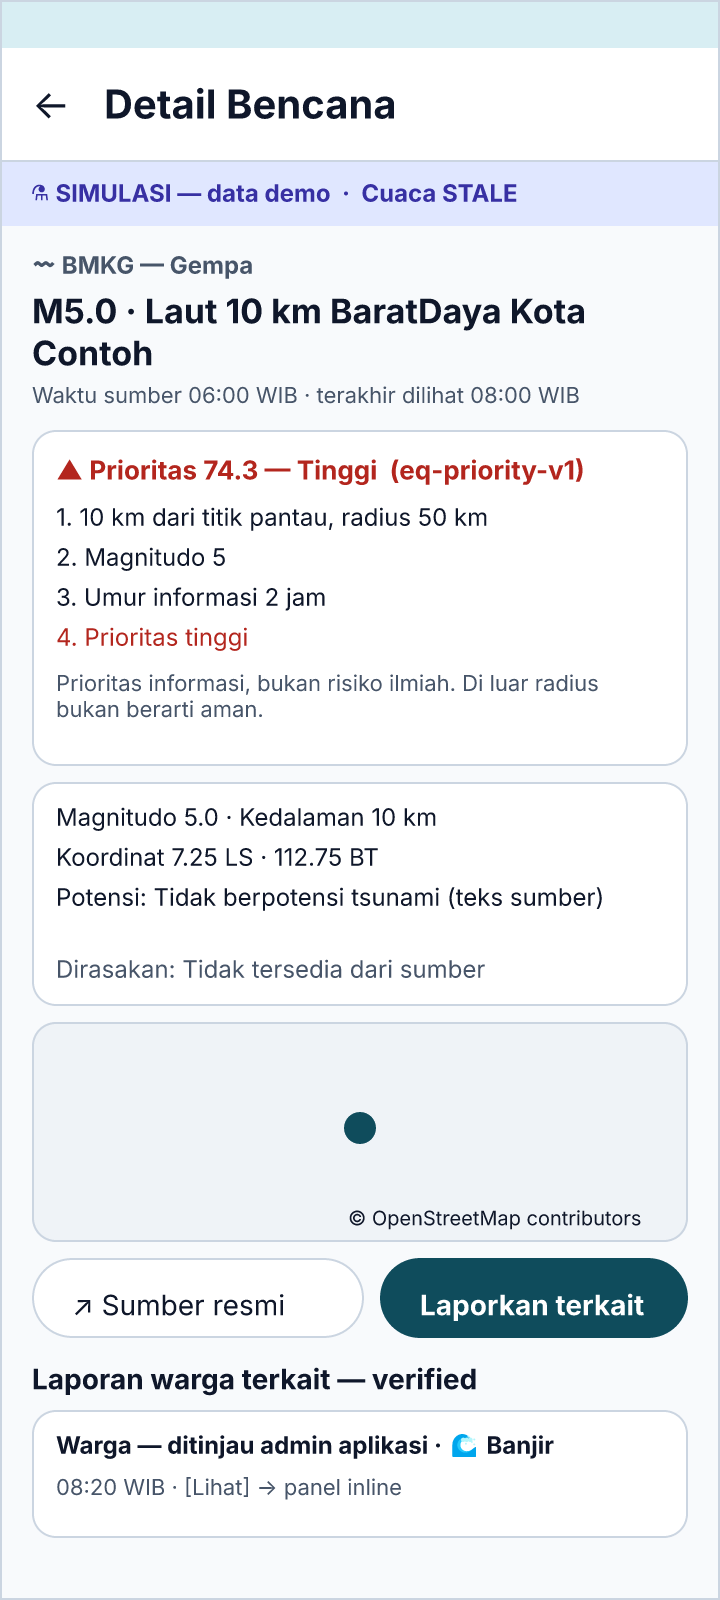 ← Detail Bencana
⚗ SIMULASI — data demo · Cuaca STALE
〰 BMKG — Gempa
M5.0 · Laut 10 km BaratDaya Kota
Contoh
Waktu sumber 06:00 WIB · terakhir dilihat 08:00 WIB
▲ Prioritas 74.3 — Tinggi (eq-priority-v1)
1. 10 km dari titik pantau, radius 50 km
2. Magnitudo 5
3. Umur informasi 2 jam
4. Prioritas tinggi
Prioritas informasi, bukan risiko ilmiah. Di luar radius
bukan berarti aman.
Magnitudo 5.0 · Kedalaman 10 km
Koordinat 7.25 LS · 112.75 BT
Potensi: Tidak berpotensi tsunami (teks sumber)
Dirasakan: Tidak tersedia dari sumber
© OpenStreetMap contributors
↗ Sumber resmi
Laporkan terkait
Laporan warga terkait — verified
Warga — ditinjau admin aplikasi · 🌊 Banjir
08:20 WIB · [Lihat] → panel inline